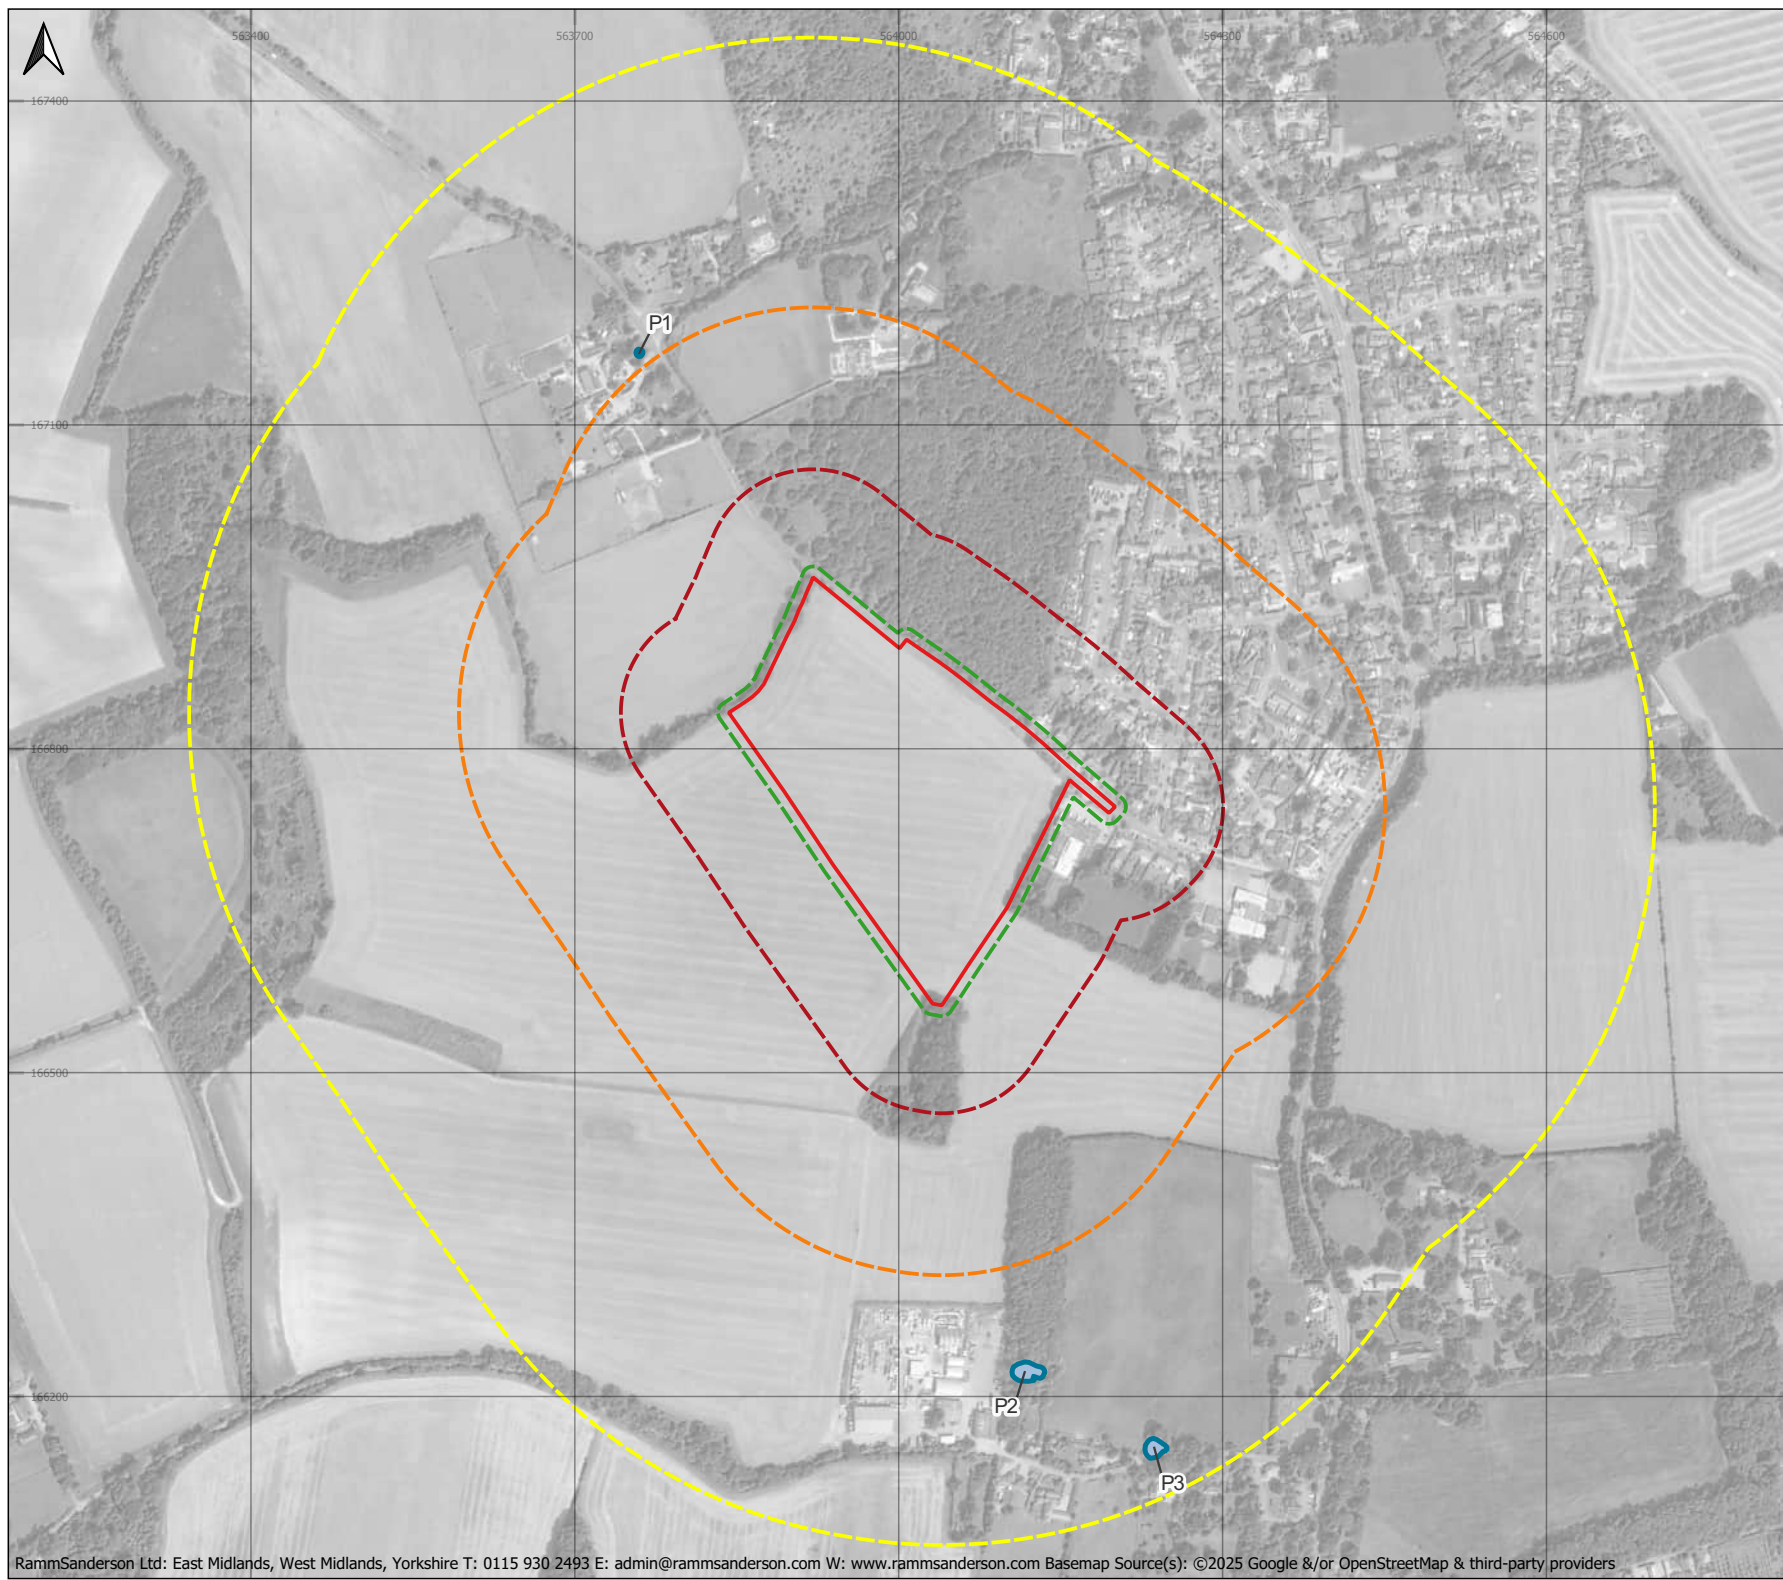 563400
563700
564000
564300
564600
167400
P1
167100
166800
166500
166200
P2
P3
RammSanderson Ltd: East Midlands, West Midlands, Yorkshire T: 0115 930 2493 E: admin@rammsanderson.com W: www.rammsanderson.com Basemap Source(s): ©2025 Google &/or OpenStreetMap & third-party providers